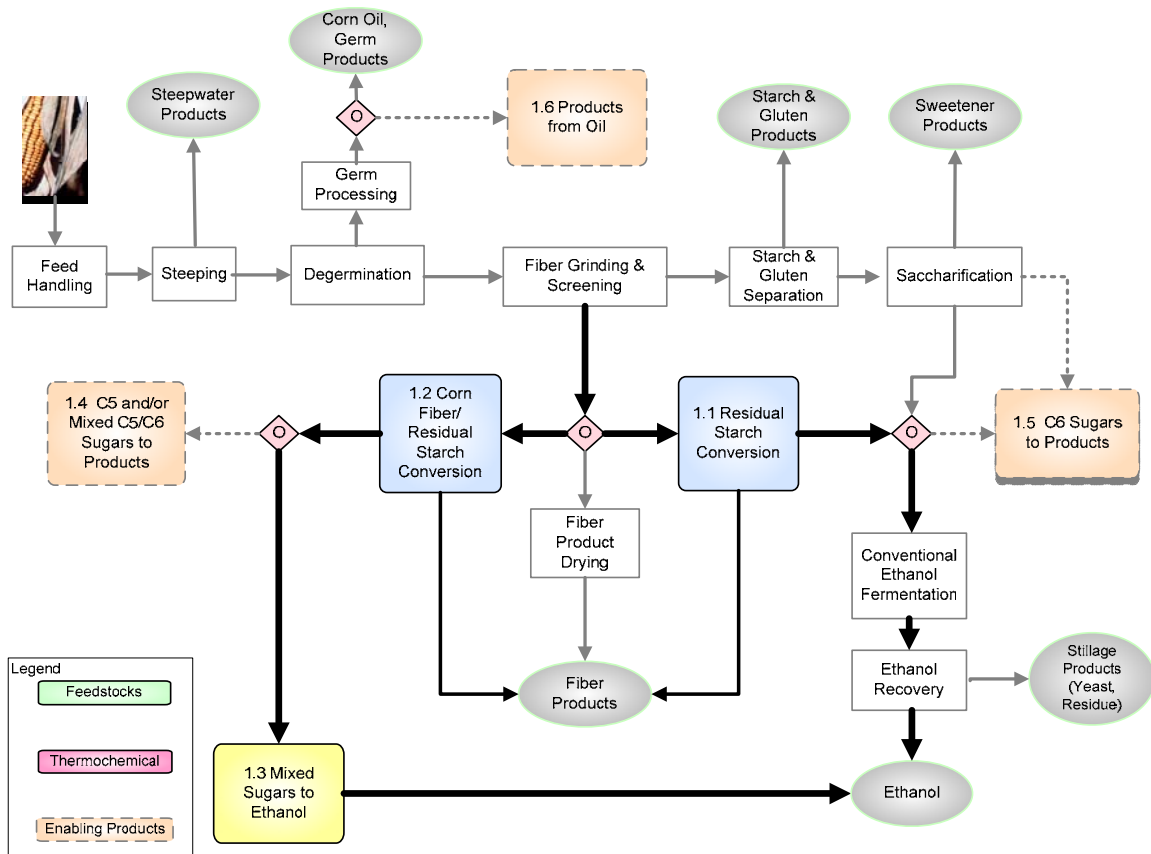 Corn Oil,
Germ
Products
Steepwater
Products
O
1.6 Products
from Oil
Starch &
Gluten
Products
Sweetener
Products
Germ
Processing
Feed
Handling
Steeping
Degermination
Fiber Grinding &
Screening
Starch &
Gluten
Separation
Saccharification
1.4 C5 and/or
Mixed C5/C6
Sugars to
Products
O
1.2 Corn
Fiber/
Residual
Starch
Conversion
O
1.1 Residual
Starch
Conversion
O
1.5 C6 Sugars
to Products
Fiber
Product
Drying
Conventional
Ethanol
Fermentation
Fiber
Products
Ethanol
Recovery
Stillage
Products
(Yeast,
Residue)
1.3 Mixed
Sugars to
Ethanol
Ethanol
Legend
Feedstocks
Thermochemical
Enabling Products